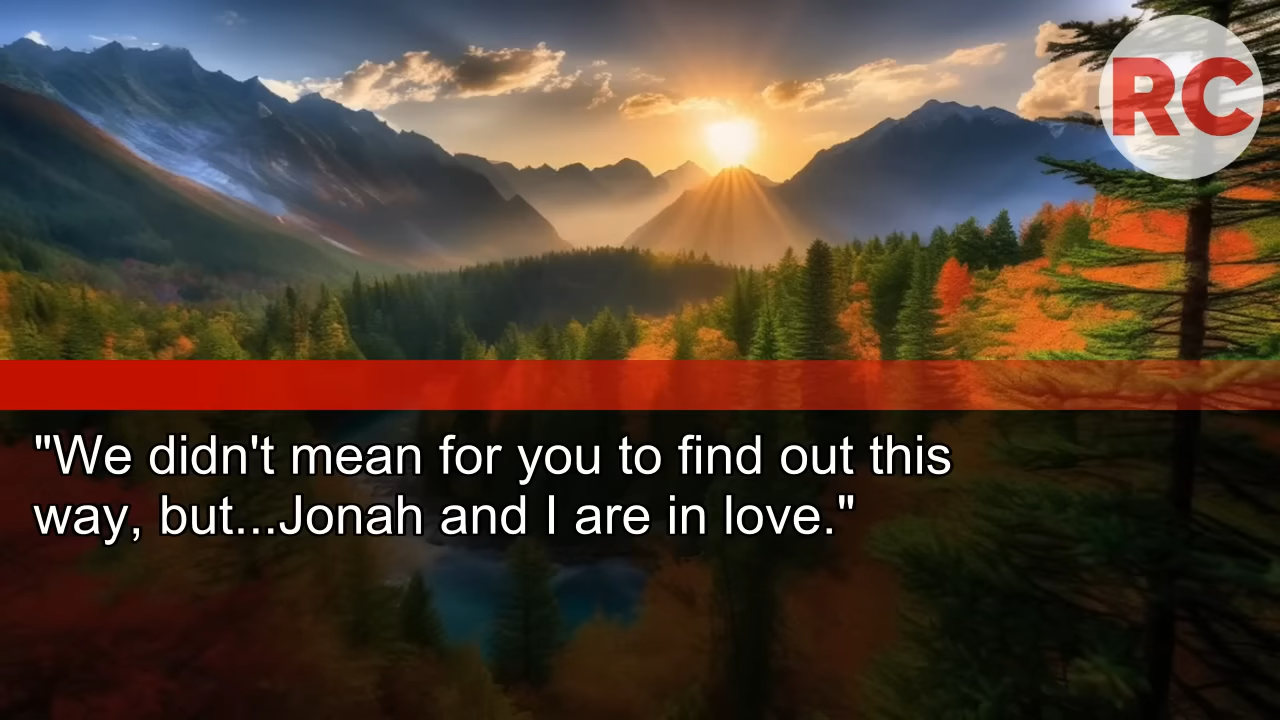 RC
"We didn't mean for you to find out this
way, but...Jonah and I are in love."